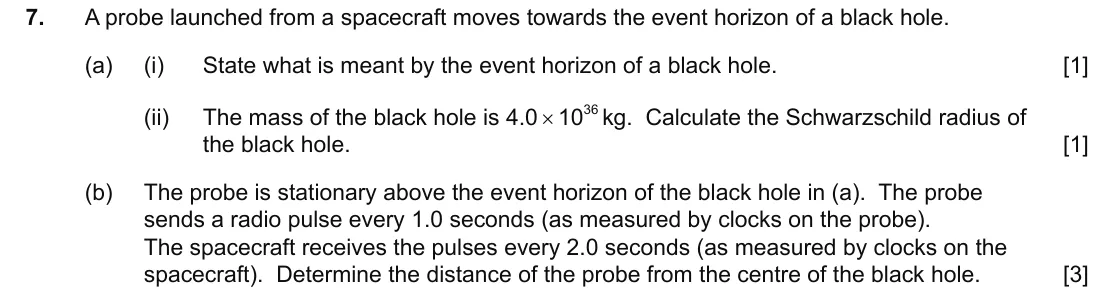 7. A probe launched from a spacecraft moves towards the event horizon of a black hole.
(a) (i) State what is meant by the event horizon of a black hole. [1]
(ii) The mass of the black hole is 4.0 × 10³⁶ kg. Calculate the Schwarzschild radius of
the black hole. [1]
(b) The probe is stationary above the event horizon of the black hole in (a). The probe
sends a radio pulse every 1.0 seconds (as measured by clocks on the probe).
The spacecraft receives the pulses every 2.0 seconds (as measured by clocks on the
spacecraft). Determine the distance of the probe from the centre of the black hole. [3]